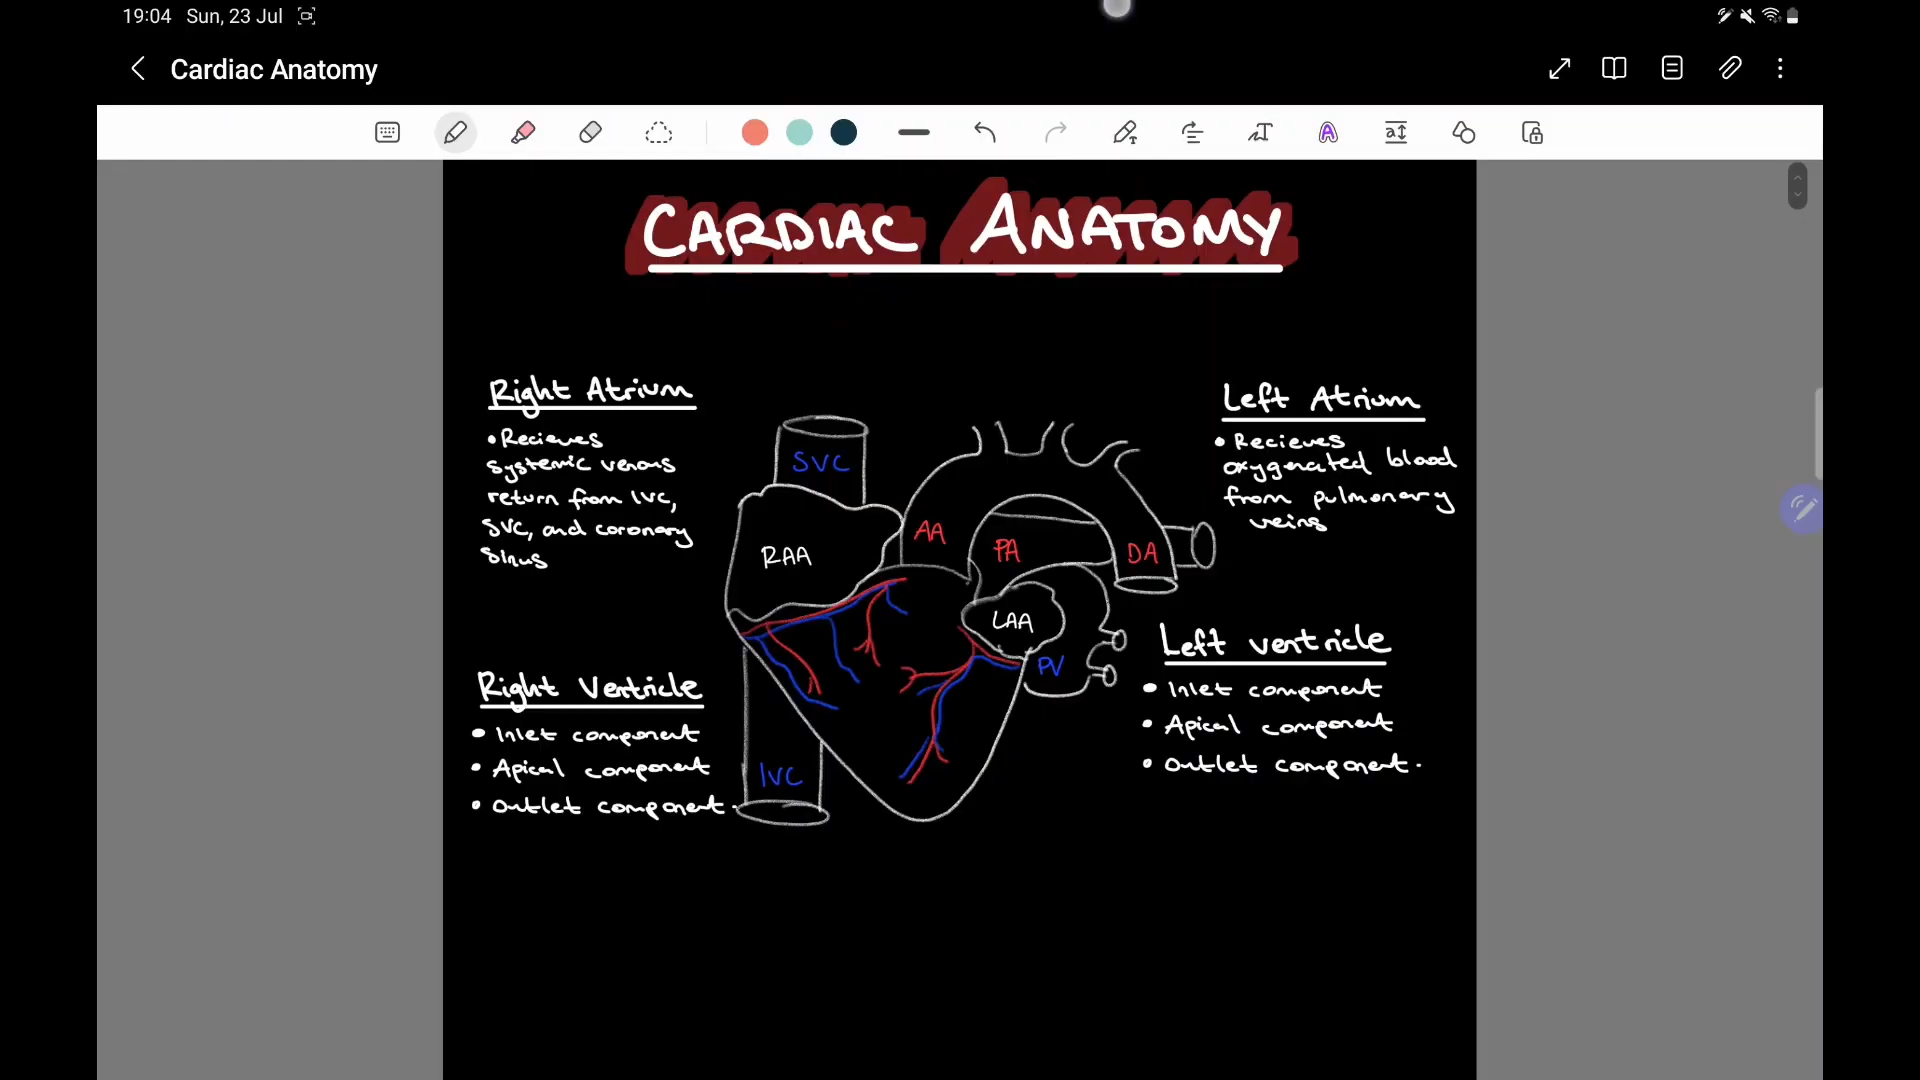 19:04 Sun, 23 Jul
Cardiac Anatomy
CARDIAC ANATOMY
Right Atrium
• Recieves
systemic venous
return from IVC,
SVC, and coronary
sinus
Right Ventricle
• Inlet component
• Apical component
• Outlet component.
SVC
RAA
AA
PA
DA
LAA
PV
IVC
Left Atrium
• Recieves
oxygenated blood
from pulmonary
veins
Left ventricle
• Inlet component
• Apical component
• Outlet component.